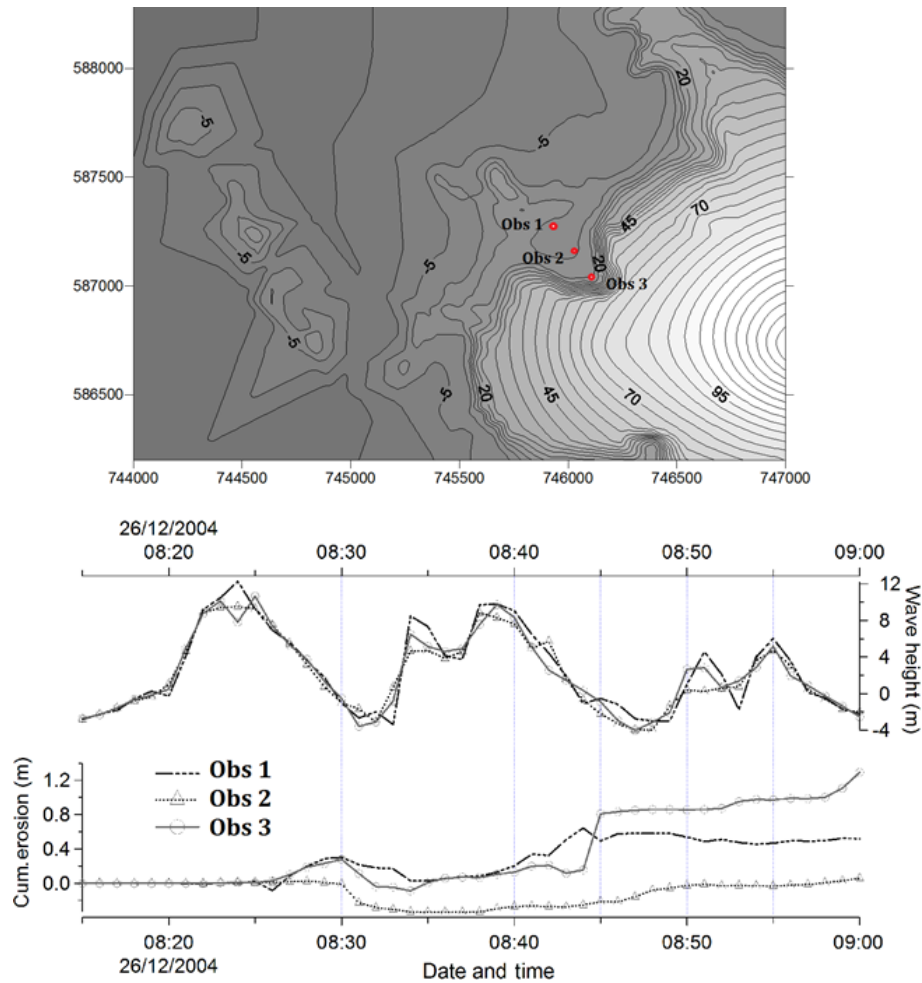 588000
20
-5
-5
587500
70
45
Obs 1
-5
Obs 2
20
-5
587000
Obs 3
-5
-5
20
45
70
95
586500
744000 744500 745000 745500 746000 746500 747000
26/12/2004
08:20 08:30 08:40 08:50 09:00
12
8
4
0
-4
Wave height (m)
1.2
0.8
0.4
0.0
Cum.erosion (m)
Obs 1
Obs 2
Obs 3
08:20 08:30 08:40 08:50 09:00
26/12/2004
Date and time